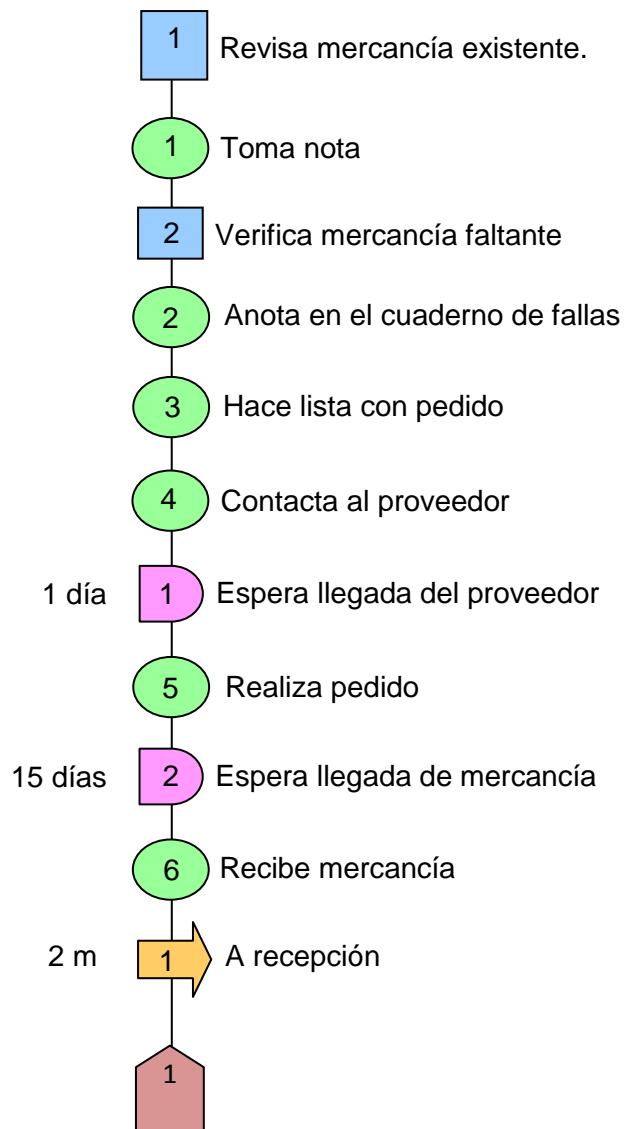 1 Revisa mercancía existente.
1 Toma nota
2 Verifica mercancía faltante
2 Anota en el cuaderno de fallas
3 Hace lista con pedido
4 Contacta al proveedor
1 día 1 Espera llegada del proveedor
5 Realiza pedido
15 días 2 Espera llegada de mercancía
6 Recibe mercancía
2 m 1 A recepción
1